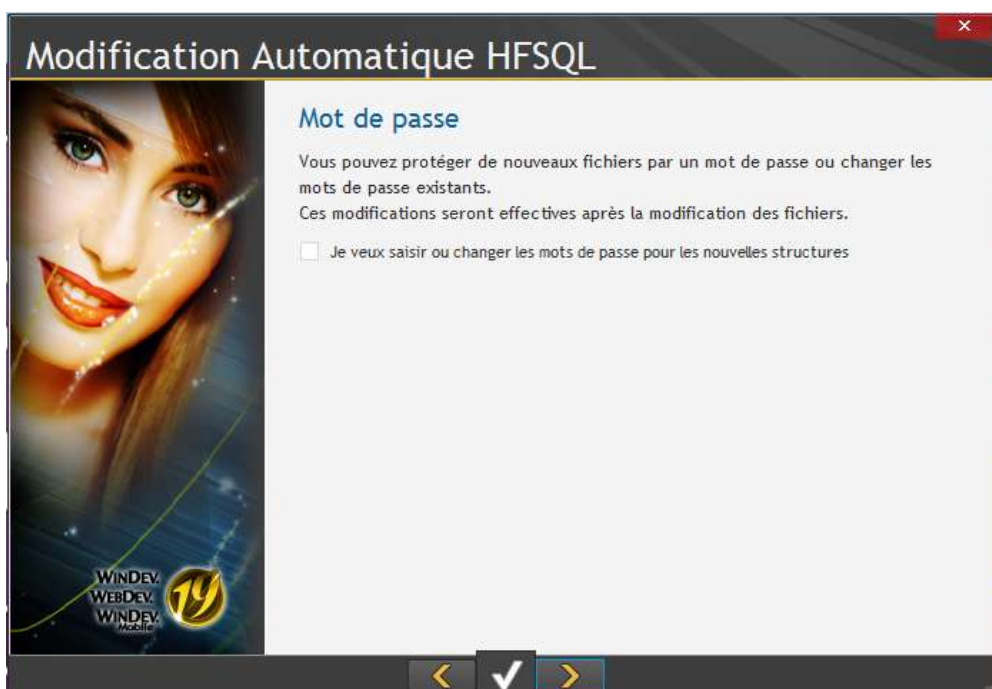 Modification Automatique HFSQL
Mot de passe
Vous pouvez protéger de nouveaux fichiers par un mot de passe ou changer les
mots de passe existants.
Ces modifications seront effectives après la modification des fichiers.
Je veux saisir ou changer les mots de passe pour les nouvelles structures
WINDEV.
WEBDEV.
WINDEV.
Mobile
19